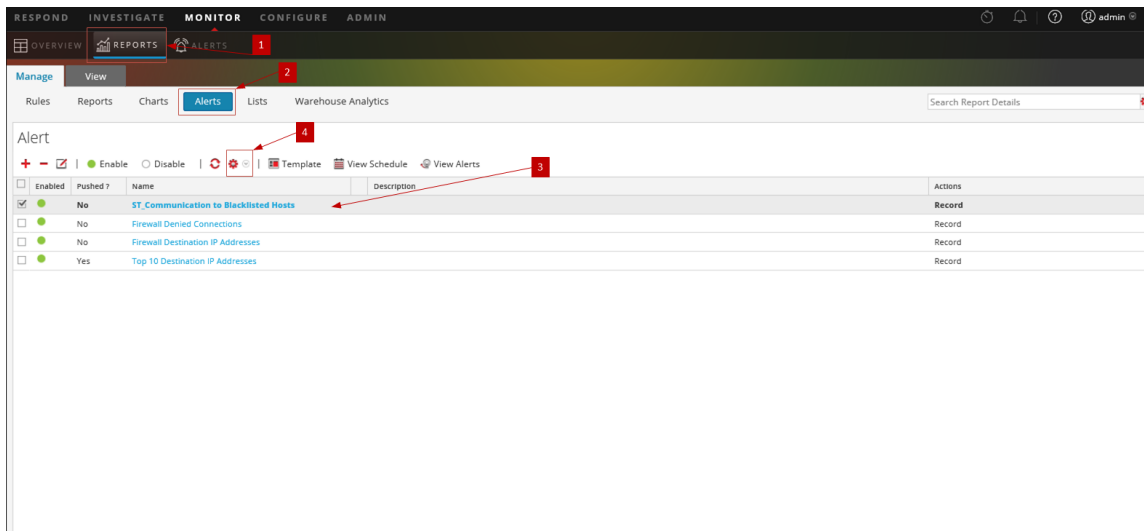 RESPOND INVESTIGATE MONITOR CONFIGURE ADMIN admin
OVERVIEW REPORTS ALERTS 1
Manage View 2
Rules Reports Charts Alerts Lists Warehouse Analytics Search Report Details
Alert 4
Enable Disable Template View Schedule View Alerts 3
Enabled Pushed ? Name Description Actions
No ST_Communication to Blacklisted Hosts Record
No Firewall Denied Connections Record
No Firewall Destination IP Addresses Record
Yes Top 10 Destination IP Addresses Record